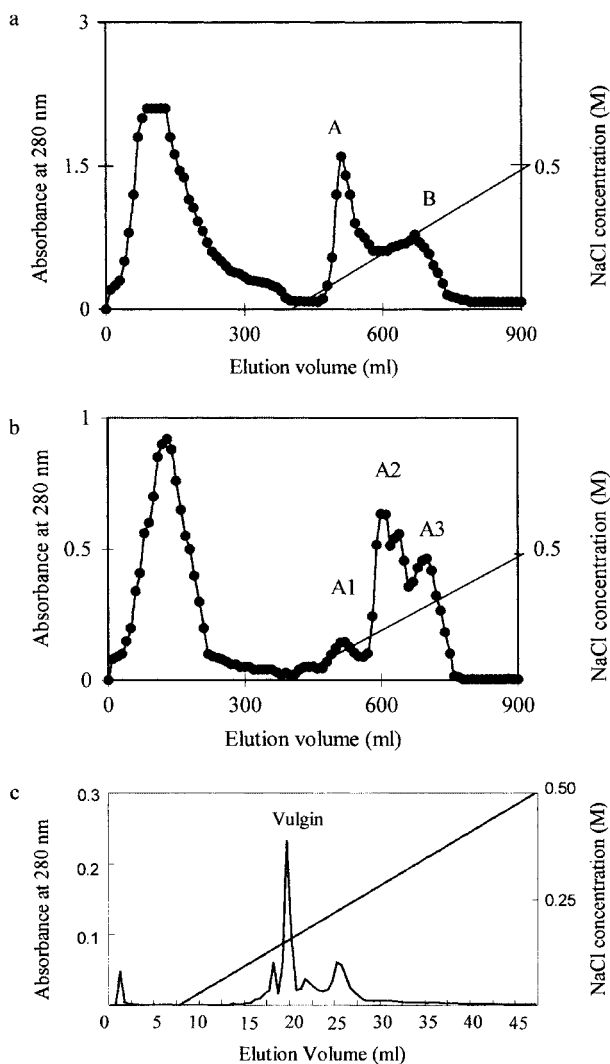 a
3
1.5
0
Absorbance at 280 nm
A
B
0.5
NaCl concentration (M)
0 300 600 900
Elution volume (ml)
b
1
0.5
0
Absorbance at 280 nm
A1
A2
A3
0.5
NaCl concentration (M)
0 300 600 900
Elution volume (ml)
c
0.3
0.2
0.1
Absorbance at 280 nm
Vulgin
0.50
0.25
NaCl concentration (M)
0 5 10 15 20 25 30 35 40 45
Elution Volume (ml)